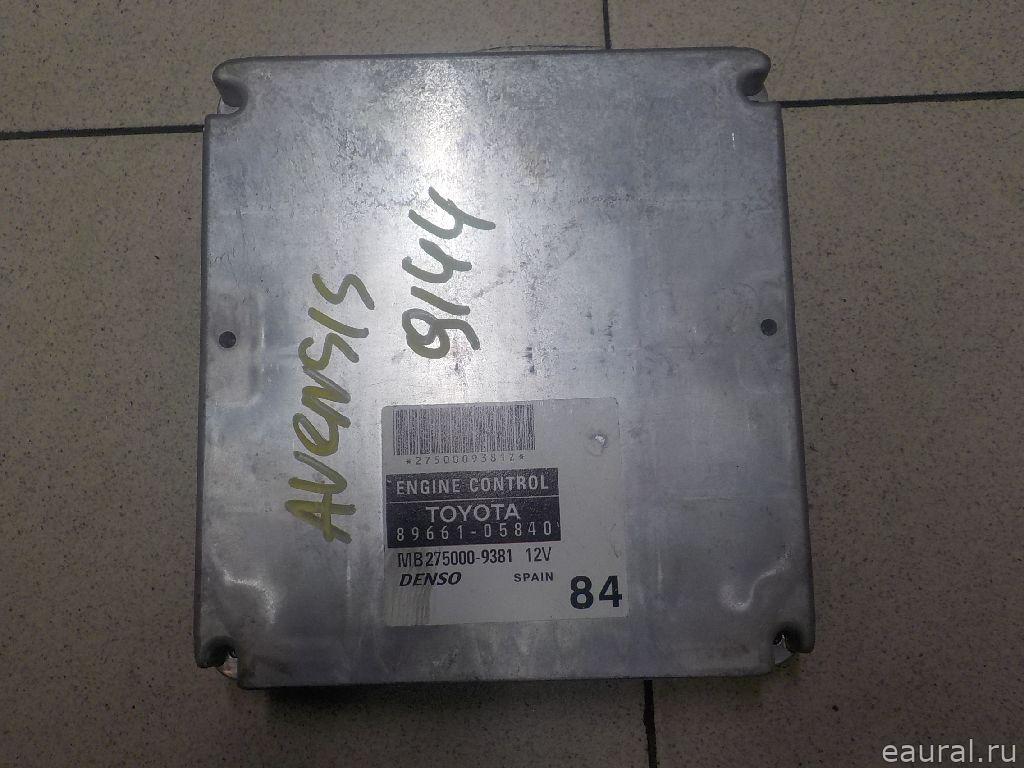 AVENSIS
9144
*2750009381Z*
ENGINE CONTROL
TOYOTA
89661-05840
MB275000-9381 12V
DENSO SPAIN 84
eaural.ru